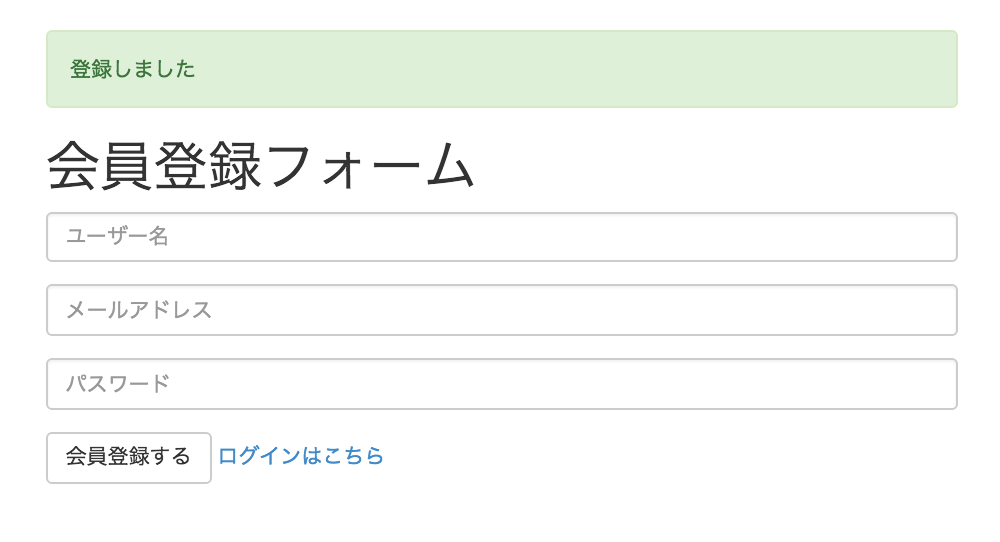 登録しました
会員登録フォーム
ユーザー名
メールアドレス
パスワード
会員登録する ログインはこちら